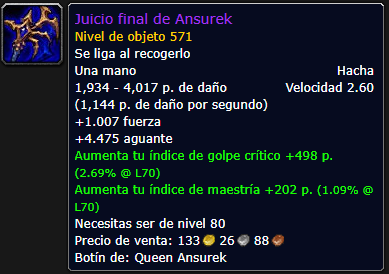 Juicio final de Ansurek
Nivel de objeto 571
Se liga al recogerlo
Una mano Hacha
1,934 - 4,017 p. de daño Velocidad 2.60
(1,144 p. de daño por segundo)
+1.007 fuerza
+4.475 aguante
Aumenta tu índice de golpe crítico +498 p.
(2.69% @ L70)
Aumenta tu índice de maestría +202 p. (1.09% @
L70)
Necesitas ser de nivel 80
Precio de venta: 133 26 88
Botín de: Queen Ansurek